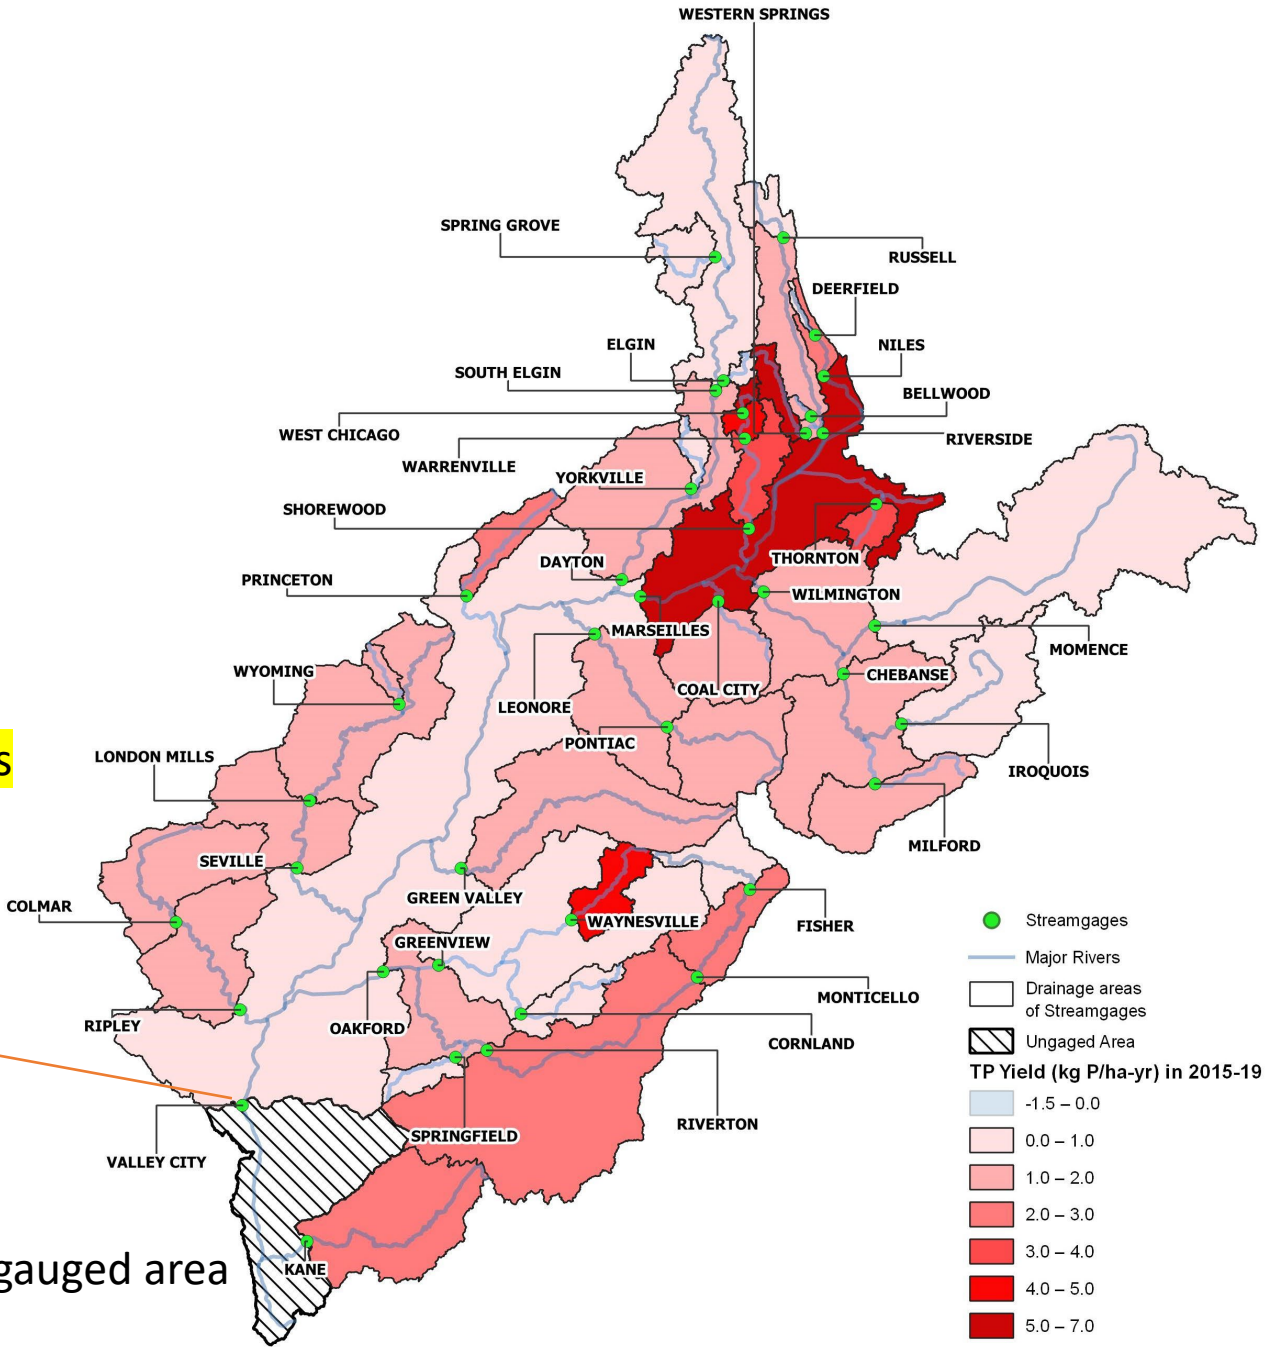 WESTERN SPRINGS
SPRING GROVE
RUSSELL
DEERFIELD
ELGIN
NILES
SOUTH ELGIN
BELLWOOD
WEST CHICAGO
RIVERSIDE
WARRENVILLE
YORKVILLE
SHOREWOOD
THORNTON
DAYTON
PRINCETON
WILMINGTON
MARSEILLES
MOMENCE
WYOMING
CHEBANSE
COAL CITY
LEONORE
PONTIAC
s
LONDON MILLS
IROQUOIS
MILFORD
SEVILLE
GREEN VALLEY
COLMAR
WAYNESVILLE
FISHER
GREENVIEW
MONTICELLO
RIPLEY
OAKFORD
CORNLAND
RIVERTON
SPRINGFIELD
VALLEY CITY
KANE
gauged area
Streamgages
Major Rivers
Drainage areas
of Streamgages
Ungaged Area
TP Yield (kg P/ha-yr) in 2015-19
-1.5 – 0.0
0.0 – 1.0
1.0 – 2.0
2.0 – 3.0
3.0 – 4.0
4.0 – 5.0
5.0 – 7.0